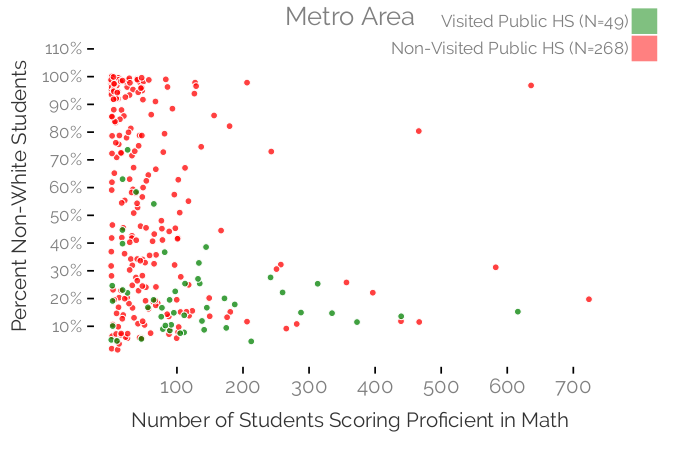 Metro Area
Visited Public HS (N=49)
Non-Visited Public HS (N=268)
Percent Non-White Students
110%
100%
90%
80%
70%
60%
50%
40%
30%
20%
10%
100 200 300 400 500 600 700
Number of Students Scoring Proficient in Math